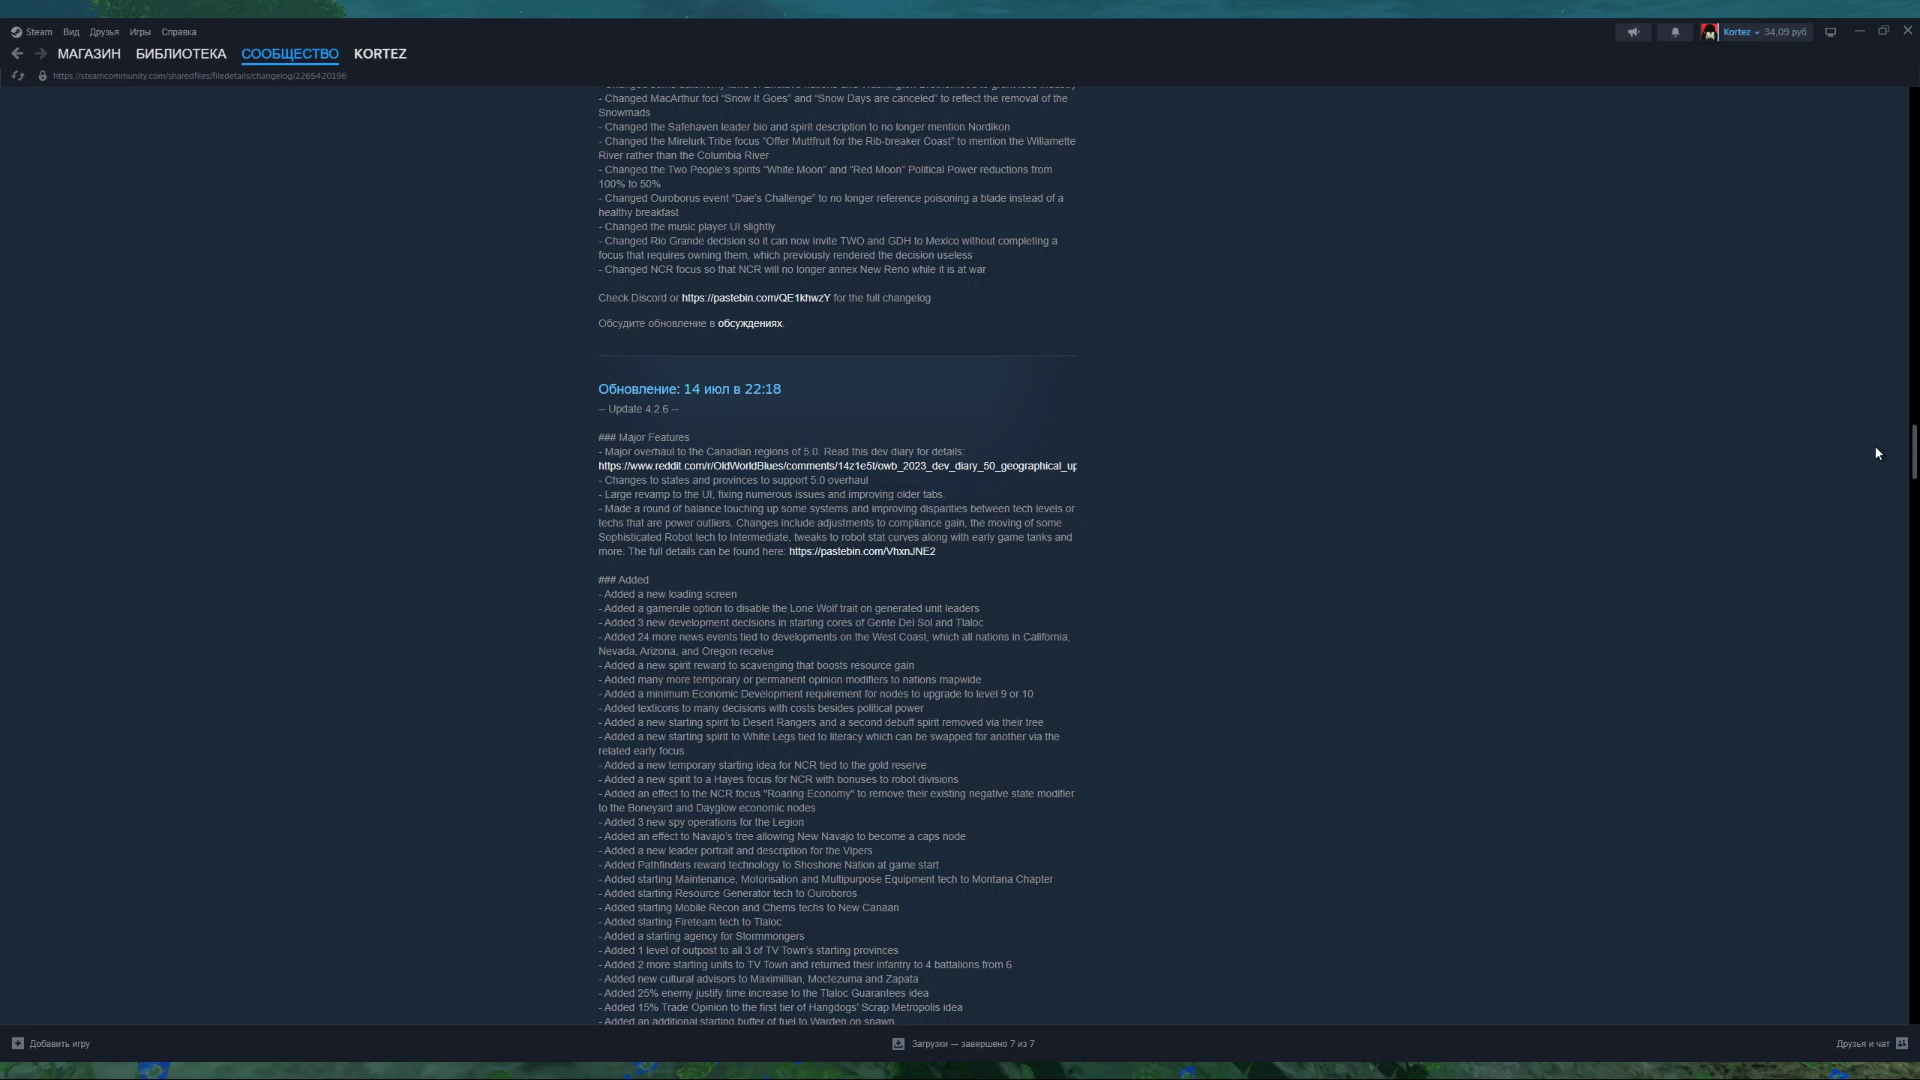 Steam Вид Друзья Игры Справка
Kortez 34,09 руб
МАГАЗИН БИБЛИОТЕКА СООБЩЕСТВО KORTEZ
https://steamcommunity.com/sharedfiles/filedetails/changelog/2265420196
- Changed MacArthur foci “Snow It Goes” and “Snow Days are canceled” to reflect the removal of the
Snowmads
- Changed the Safehaven leader bio and spirit description to no longer mention Nordikon
- Changed the Mirelurk Tribe focus “Offer Muttfruit for the Rib-breaker Coast” to mention the Willamette
River rather than the Columbia River
- Changed the Two People’s spirits “White Moon” and “Red Moon” Political Power reductions from
100% to 50%
- Changed Ouroborus event “Dae’s Challenge” to no longer reference poisoning a blade instead of a
healthy breakfast
- Changed the music player UI slightly
- Changed Rio Grande decision so it can now invite TWO and GDH to Mexico without completing a
focus that requires owning them, which previously rendered the decision useless
- Changed NCR focus so that NCR will no longer annex New Reno while it is at war
Check Discord or https://pastebin.com/QE1khwzY for the full changelog
Обсудите обновление в обсуждениях.
Обновление: 14 июл в 22:18
-- Update 4.2.6 --
### Major Features
- Major overhaul to the Canadian regions of 5.0. Read this dev diary for details:
https://www.reddit.com/r/OldWorldBlues/comments/14z1e5t/owb_2023_dev_diary_50_geographical_up
- Changes to states and provinces to support 5.0 overhaul
- Large revamp to the UI, fixing numerous issues and improving older tabs.
- Made a round of balance touching up some systems and improving disparities between tech levels or
techs that are power outliers. Changes include adjustments to compliance gain, the moving of some
Sophisticated Robot tech to Intermediate, tweaks to robot stat curves along with early game tanks and
more. The full details can be found here: https://pastebin.com/VhxnJNE2
### Added
- Added a new loading screen
- Added a gamerule option to disable the Lone Wolf trait on generated unit leaders
- Added 3 new development decisions in starting cores of Gente Del Sol and Tlaloc
- Added 24 more news events tied to developments on the West Coast, which all nations in California,
Nevada, Arizona, and Oregon receive
- Added a new spirit reward to scavenging that boosts resource gain
- Added many more temporary or permanent opinion modifiers to nations mapwide
- Added a minimum Economic Development requirement for nodes to upgrade to level 9 or 10
- Added texticons to many decisions with costs besides political power
- Added a new starting spirit to Desert Rangers and a second debuff spirit removed via their tree
- Added a new starting spirit to White Legs tied to literacy which can be swapped for another via the
related early focus
- Added a new temporary starting idea for NCR tied to the gold reserve
- Added a new spirit to a Hayes focus for NCR with bonuses to robot divisions
- Added an effect to the NCR focus "Roaring Economy" to remove their existing negative state modifier
to the Boneyard and Dayglow economic nodes
- Added 3 new spy operations for the Legion
- Added an effect to Navajo’s tree allowing New Navajo to become a caps node
- Added a new leader portrait and description for the Vipers
- Added Pathfinders reward technology to Shoshone Nation at game start
- Added starting Maintenance, Motorisation and Multipurpose Equipment tech to Montana Chapter
- Added starting Resource Generator tech to Ouroboros
- Added starting Mobile Recon and Chems techs to New Canaan
- Added starting Fireteam tech to Tlaloc
- Added a starting agency for Stormmongers
- Added 1 level of outpost to all 3 of TV Town’s starting provinces
- Added 2 more starting units to TV Town and returned their infantry to 4 battalions from 6
- Added new cultural advisors to Maximillian, Moctezuma and Zapata
- Added 25% enemy justify time increase to the Tlaloc Guarantees idea
- Added 15% Trade Opinion to the first tier of Hangdogs’ Scrap Metropolis idea
- Added an additional starting buffer of fuel to Warden on spawn
Добавить игру
Загрузки — завершено 7 из 7
Друзья и чат